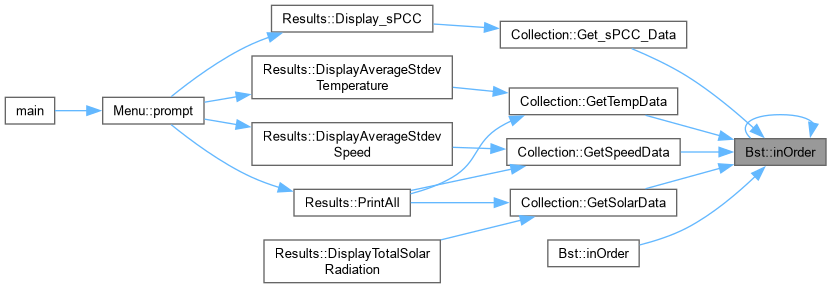 Results::Display_sPCC
Collection::Get_sPCC_Data
Results::DisplayAverageStdev
Temperature
Collection::GetTempData
main
Menu::prompt
Results::DisplayAverageStdev
Speed
Collection::GetSpeedData
Bst::inOrder
Results::PrintAll
Collection::GetSolarData
Results::DisplayTotalSolar
Radiation
Bst::inOrder